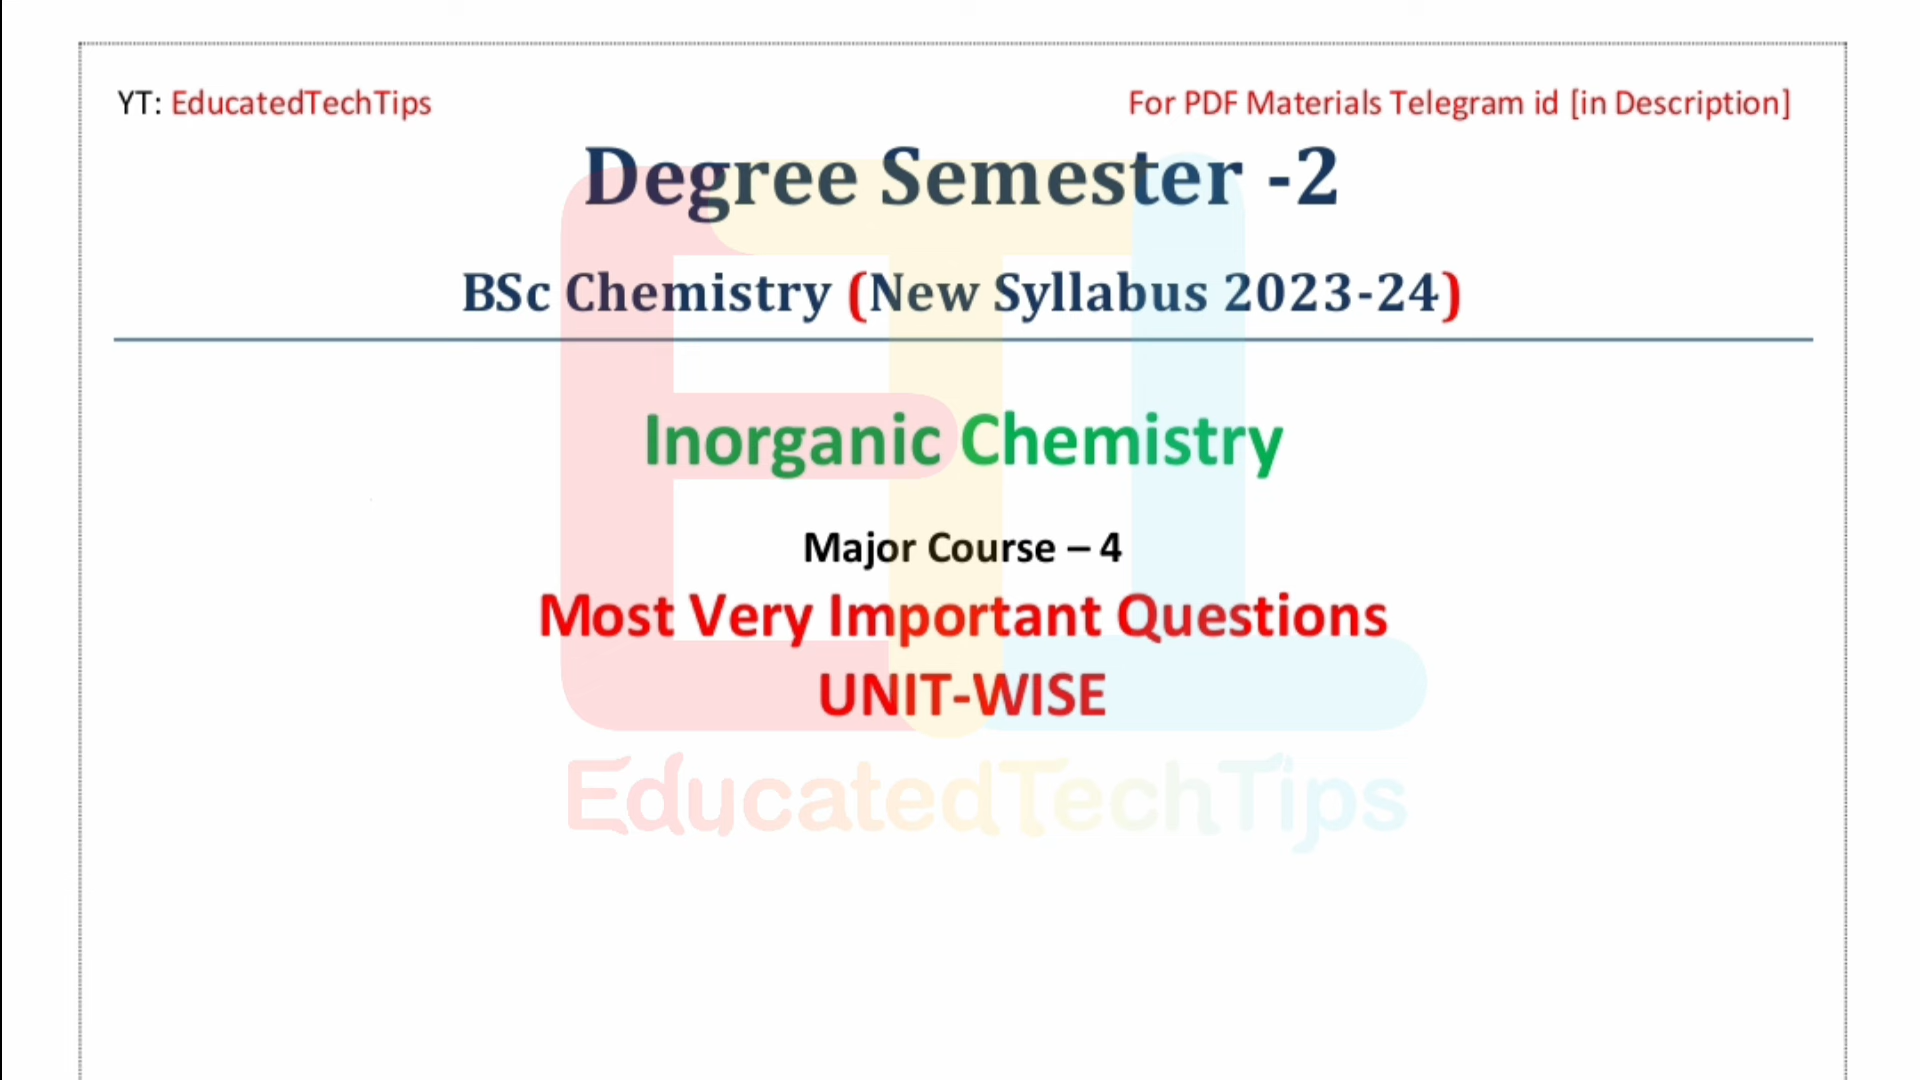 YT: EducatedTechTips
For PDF Materials Telegram id [in Description]
Degree Semester -2
BSc Chemistry (New Syllabus 2023-24)
Inorganic Chemistry
Major Course – 4
Most Very Important Questions
UNIT-WISE
EducatedTechTips